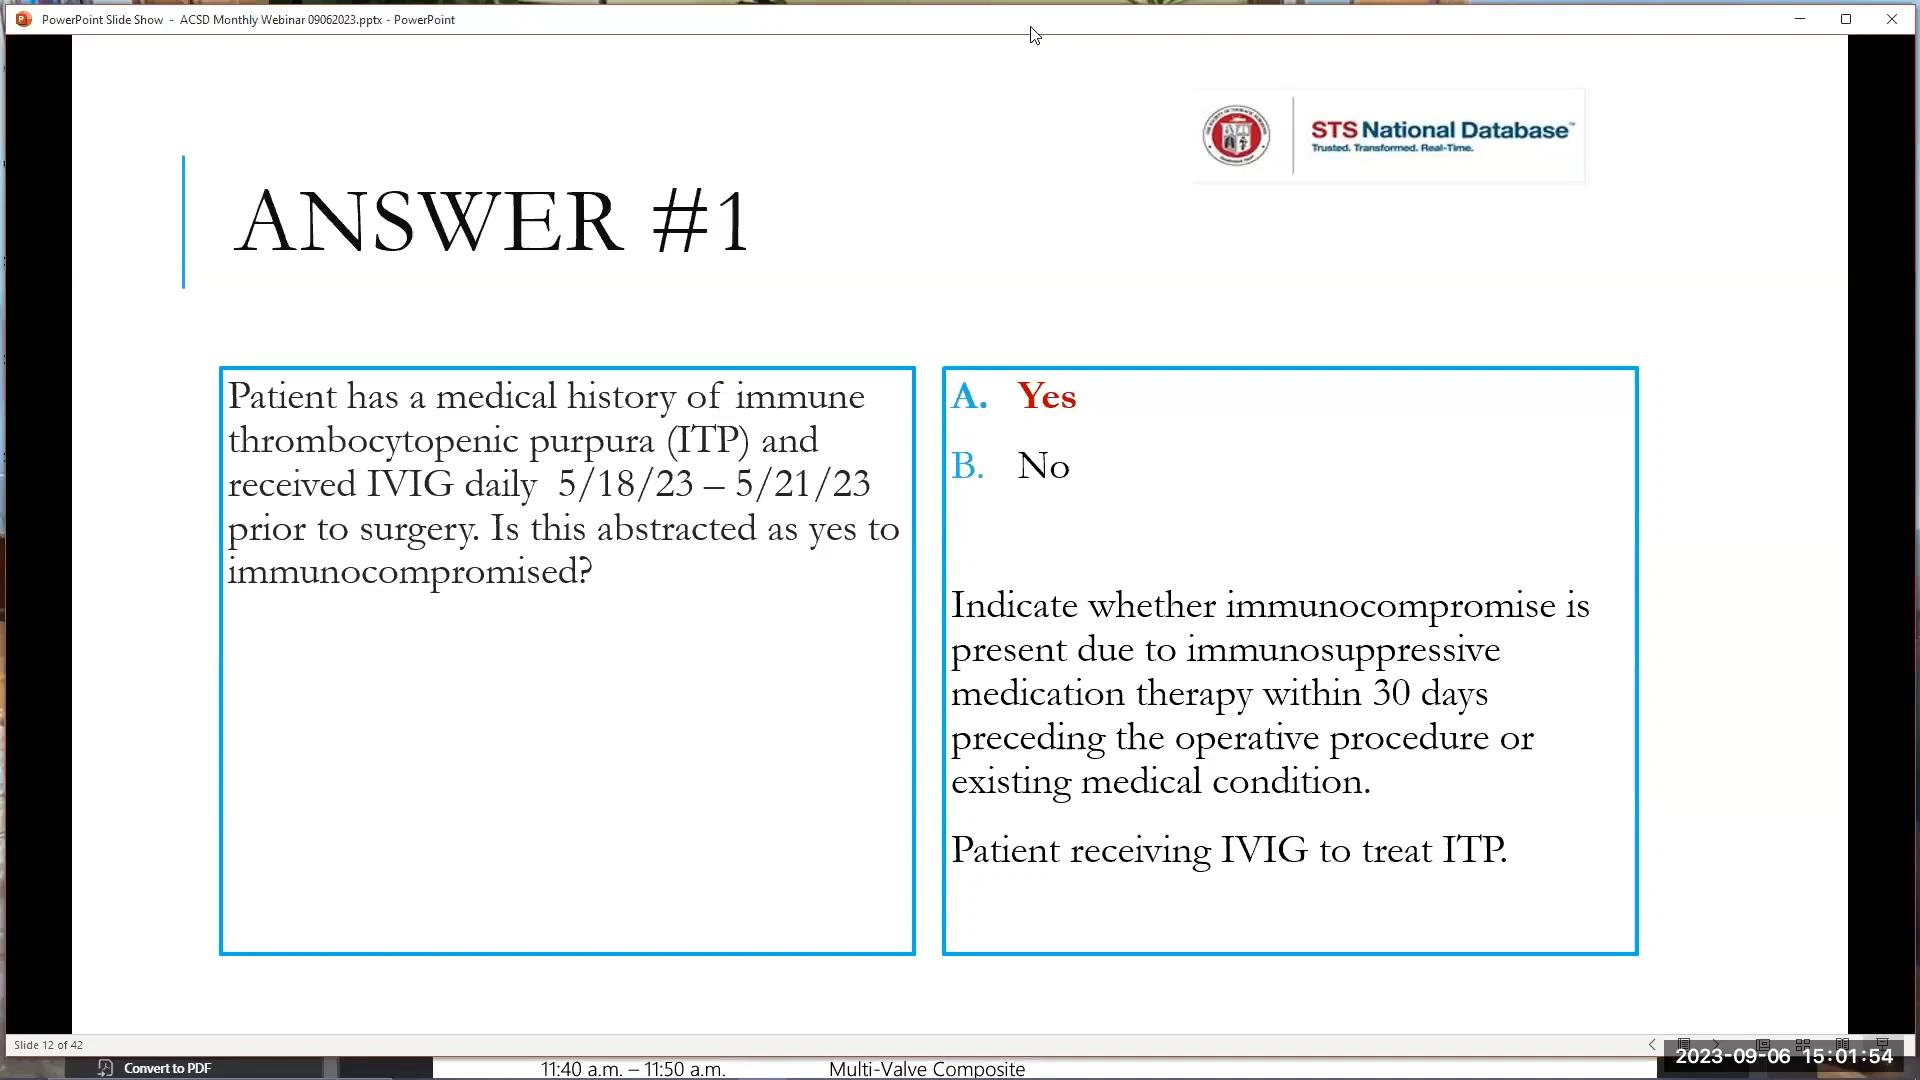 PowerPoint Slide Show - ACSD Monthly Webinar 09062023.pptx - PowerPoint
STS National Database™
Trusted. Transformed. Real-Time.
ANSWER #1
Patient has a medical history of immune
thrombocytopenic purpura (ITP) and
received IVIG daily 5/18/23 – 5/21/23
prior to surgery. Is this abstracted as yes to
immunocompromised?
A. Yes
B. No
Indicate whether immunocompromise is
present due to immunosuppressive
medication therapy within 30 days
preceding the operative procedure or
existing medical condition.
Patient receiving IVIG to treat ITP.
Slide 12 of 42
Convert to PDF
11:40 a.m. – 11:50 a.m. Multi-Valve Composite
2023-09-06 15:01:54